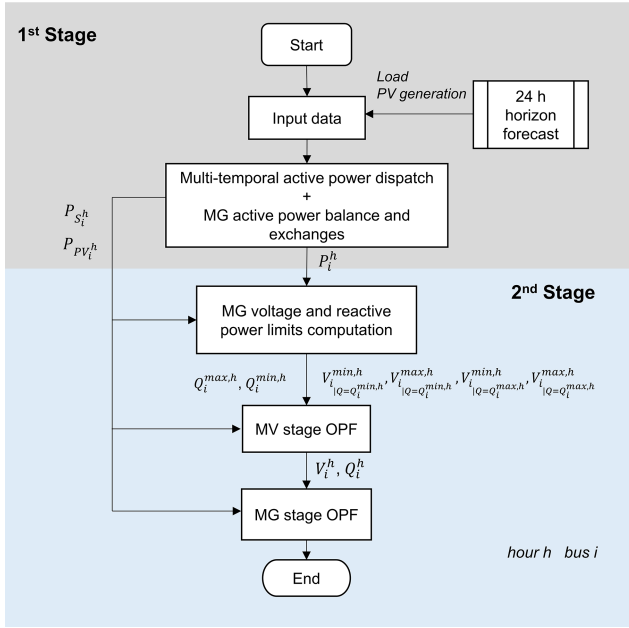 1st Stage
Start
Load
PV generation
24 h
horizon
forecast
Input data
Multi-temporal active power dispatch
+
MG active power balance and
exchanges
P_{S_i^h}
P_{PV_i^h}
P_i^h
2nd Stage
MG voltage and reactive
power limits computation
Q_i^{max,h}, Q_i^{min,h}
V_{i |Q=Q_i^{min,h}}^{min,h}, V_{i |Q=Q_i^{min,h}}^{max,h}, V_{i |Q=Q_i^{max,h}}^{min,h}, V_{i |Q=Q_i^{max,h}}^{max,h}
MV stage OPF
V_i^h, Q_i^h
MG stage OPF
hour h bus i
End